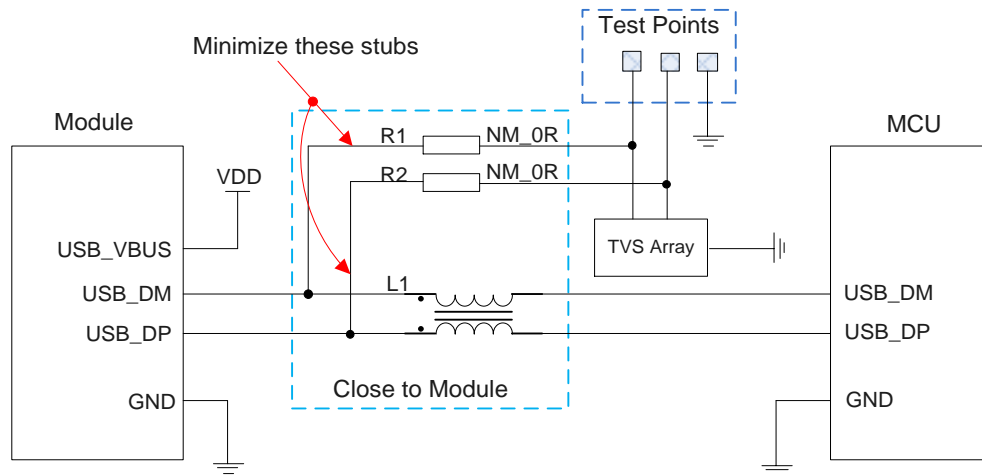 Test Points
Minimize these stubs
Module
MCU
R1
NM_0R
R2
NM_0R
VDD
TVS Array
USB_VBUS
USB_DM
L1
USB_DM
USB_DP
USB_DP
Close to Module
GND
GND